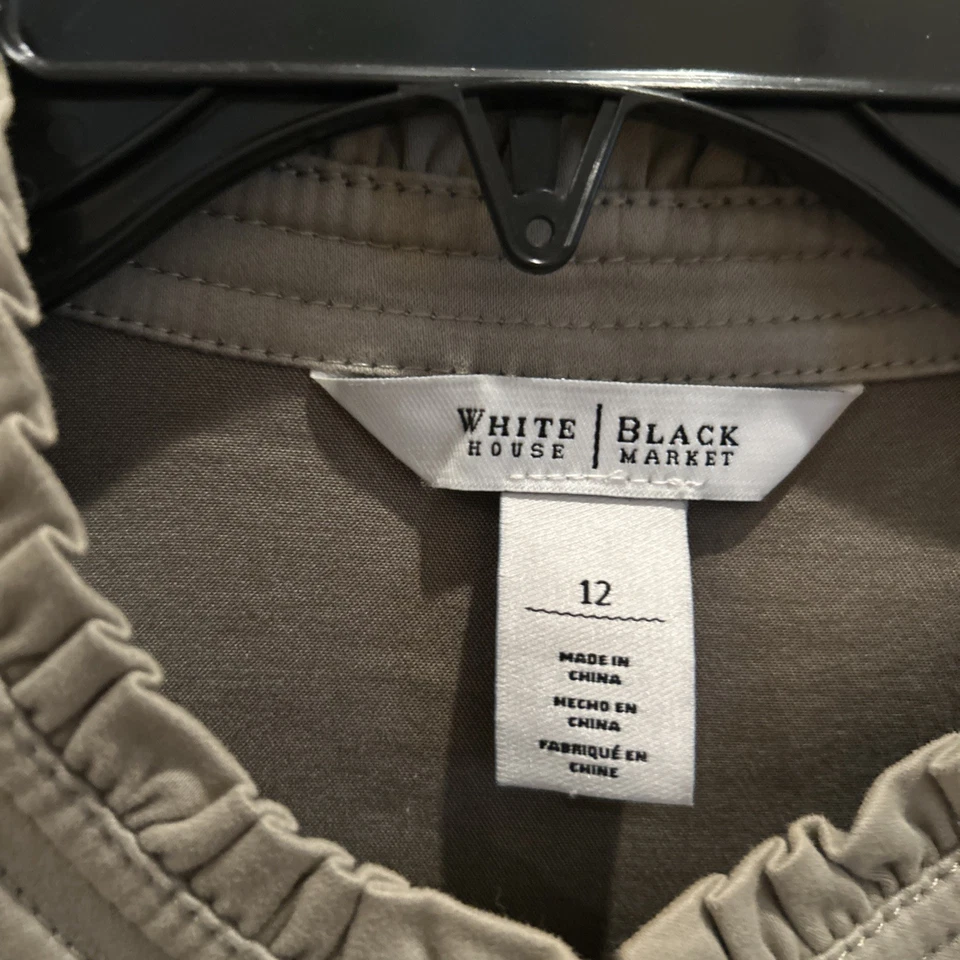 WHITE | BLACK
HOUSE | MARKET
12
MADE IN
CHINA
HECHO EN
CHINA
FABRIQUÉ EN
CHINE